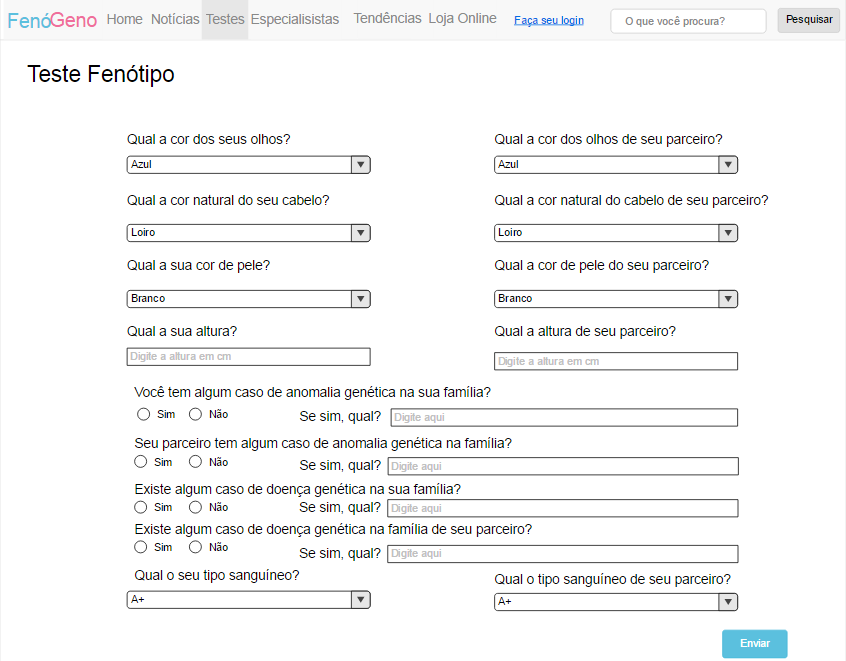 FenóGeno Home Notícias Testes Especialisistas Tendências Loja Online Faça seu login O que você procura? Pesquisar
Teste Fenótipo
Qual a cor dos seus olhos? Qual a cor dos olhos de seu parceiro?
Azul Azul
Qual a cor natural do seu cabelo? Qual a cor natural do cabelo de seu parceiro?
Loiro Loiro
Qual a sua cor de pele? Qual a cor de pele do seu parceiro?
Branco Branco
Qual a sua altura? Qual a altura de seu parceiro?
Digite a altura em cm Digite a altura em cm
Você tem algum caso de anomalia genética na sua família?
Sim Não Se sim, qual? Digite aqui
Seu parceiro tem algum caso de anomalia genética na família?
Sim Não Se sim, qual? Digite aqui
Existe algum caso de doença genética na sua família?
Sim Não Se sim, qual? Digite aqui
Existe algum caso de doença genética na família de seu parceiro?
Sim Não Se sim, qual? Digite aqui
Qual o seu tipo sanguíneo? Qual o tipo sanguíneo de seu parceiro?
A+ A+
Enviar